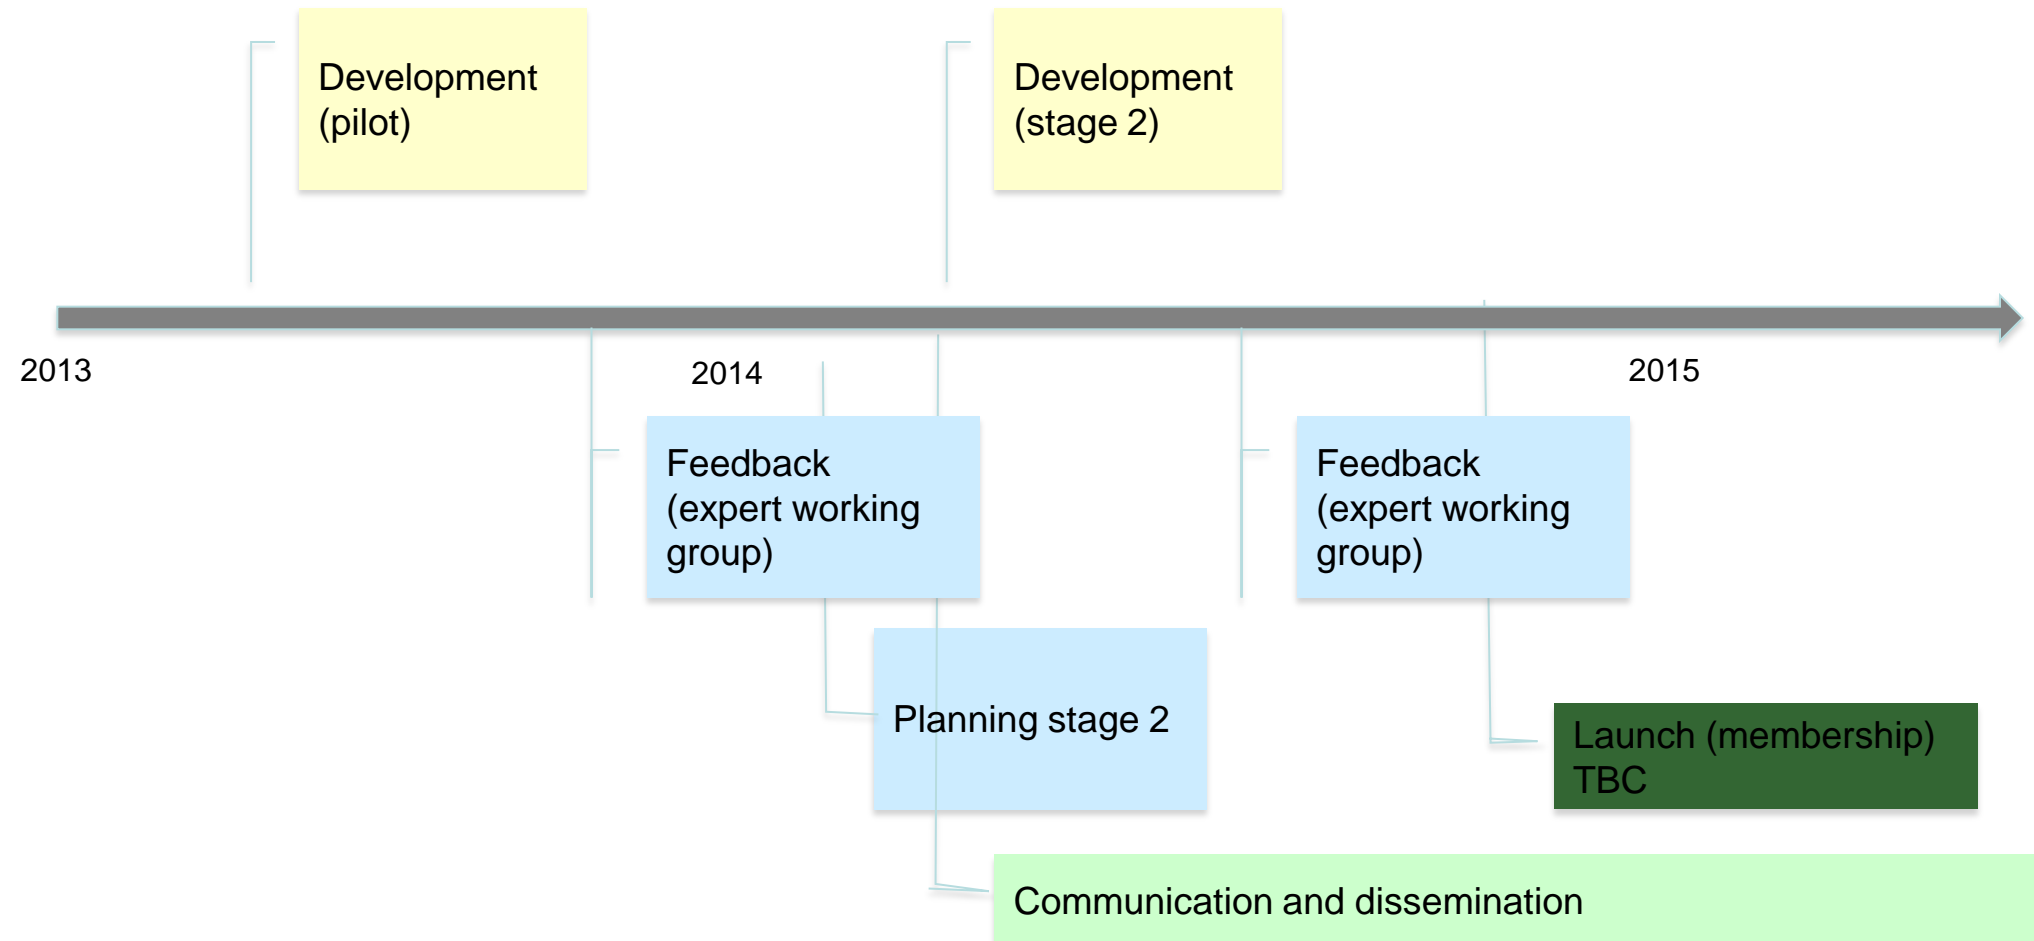 Development
(pilot)
Development
(stage 2)
2013
2014
2015
Feedback
(expert working
group)
Feedback
(expert working
group)
Planning stage 2
Launch (membership)
TBC
Communication and dissemination